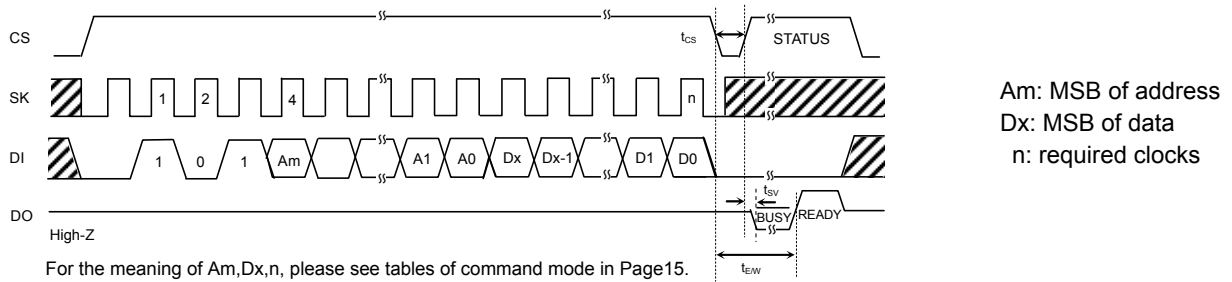 CS
tCS
STATUS
SK
1 2 4 n
DI
1 0 1 Am A1 A0 Dx Dx-1 D1 D0
tSV
DO
BUSY READY
High-Z
tE/W
For the meaning of Am,Dx,n, please see tables of command mode in Page15.
Am: MSB of address
Dx: MSB of data
n: required clocks